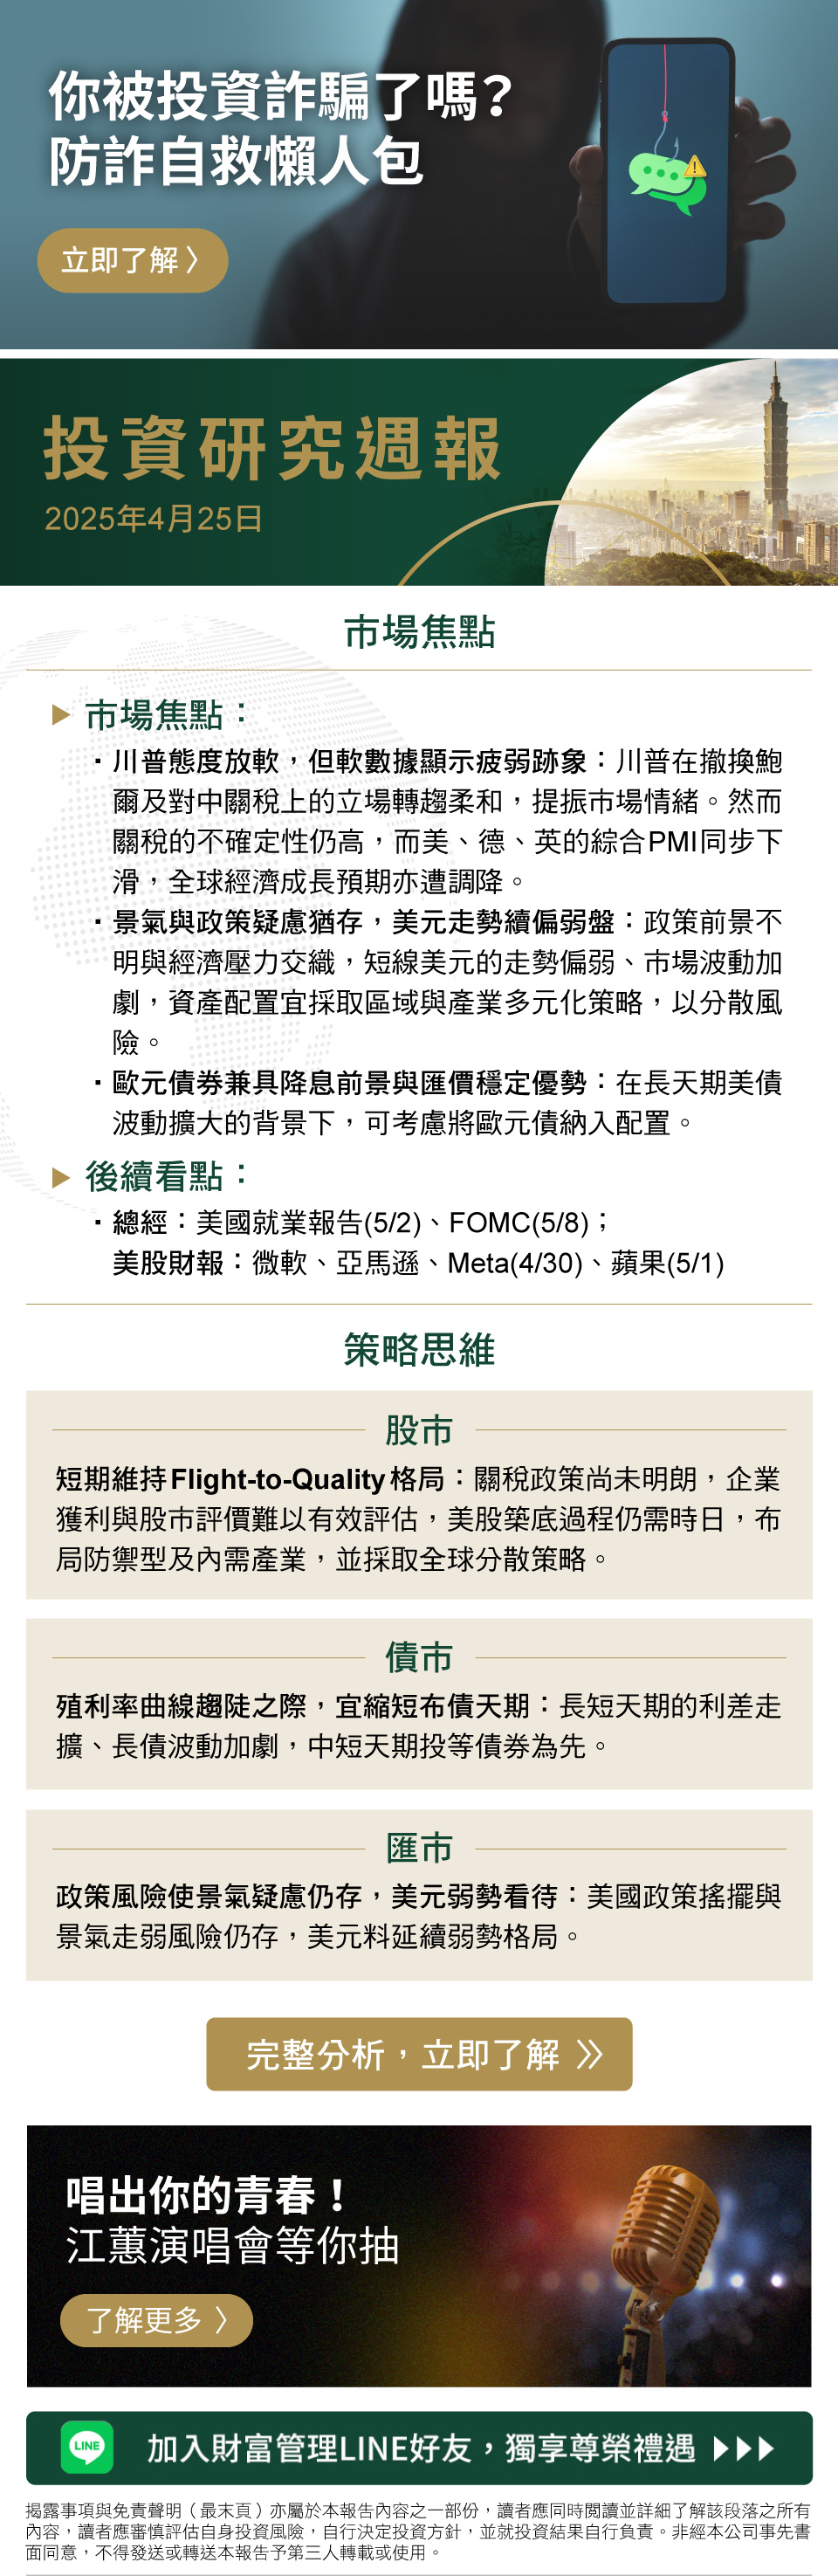 你被投資詐騙了嗎？
防詐自救懶人包
立即了解 〉
投資研究週報
2025年4月25日
市場焦點
市場焦點：
・川普態度放軟，但軟數據顯示疲弱跡象：川普在撤換鮑
爾及對中關稅上的立場轉趨柔和，提振市場情緒。然而
關稅的不確定性仍高，而美、德、英的綜合PMI同步下
滑，全球經濟成長預期亦遭調降。
・景氣與政策疑慮猶存，美元走勢續偏弱盤：政策前景不
明與經濟壓力交織，短線美元的走勢偏弱、市場波動加
劇，資產配置宜採取區域與產業多元化策略，以分散風
險。
・歐元債券兼具降息前景與匯價穩定優勢：在長天期美債
波動擴大的背景下，可考慮將歐元債納入配置。
後續看點：
・總經：美國就業報告(5/2)、FOMC(5/8)；
美股財報：微軟、亞馬遜、Meta(4/30)、蘋果(5/1)
策略思維
股市
短期維持Flight-to-Quality格局：關稅政策尚未明朗，企業
獲利與股市評價難以有效評估，美股築底過程仍需時日，布
局防禦型及內需產業，並採取全球分散策略。
債市
殖利率曲線趨陡之際，宜縮短布債天期：長短天期的利差走
擴、長債波動加劇，中短天期投等債券為先。
匯市
政策風險使景氣疑慮仍存，美元弱勢看待：美國政策搖擺與
景氣走弱風險仍存，美元料延續弱勢格局。
完整分析，立即了解 》
唱出你的青春！
江蕙演唱會等你抽
了解更多 〉
LINE
加入財富管理LINE好友，獨享尊榮禮遇
揭露事項與免責聲明（最末頁）亦屬於本報告內容之一部份，讀者應同時閱讀並詳細了解該段落之所有
內容，讀者應審慎評估自身投資風險，自行決定投資方針，並就投資結果自行負責。非經本公司事先書
面同意，不得發送或轉送本報告予第三人轉載或使用。